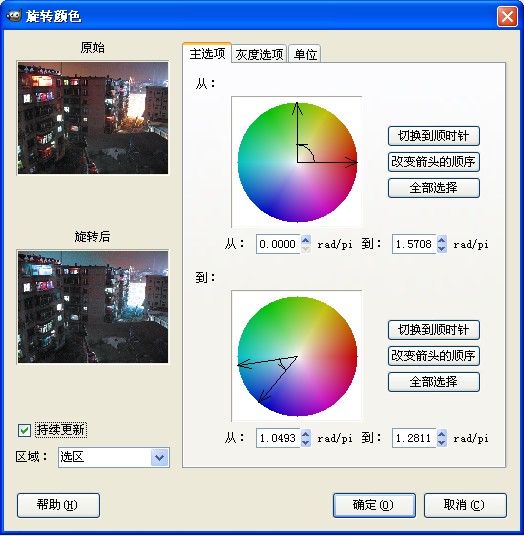 旋转颜色
原始
旋转后
持续更新
区域： 选区
主选项 灰度选项 单位
从：
切换到顺时针
改变箭头的顺序
全部选择
从： 0.0000 rad/pi 到： 1.5708 rad/pi
到：
切换到顺时针
改变箭头的顺序
全部选择
从： 1.0493 rad/pi 到： 1.2811 rad/pi
帮助(H) 确定(O) 取消(C)